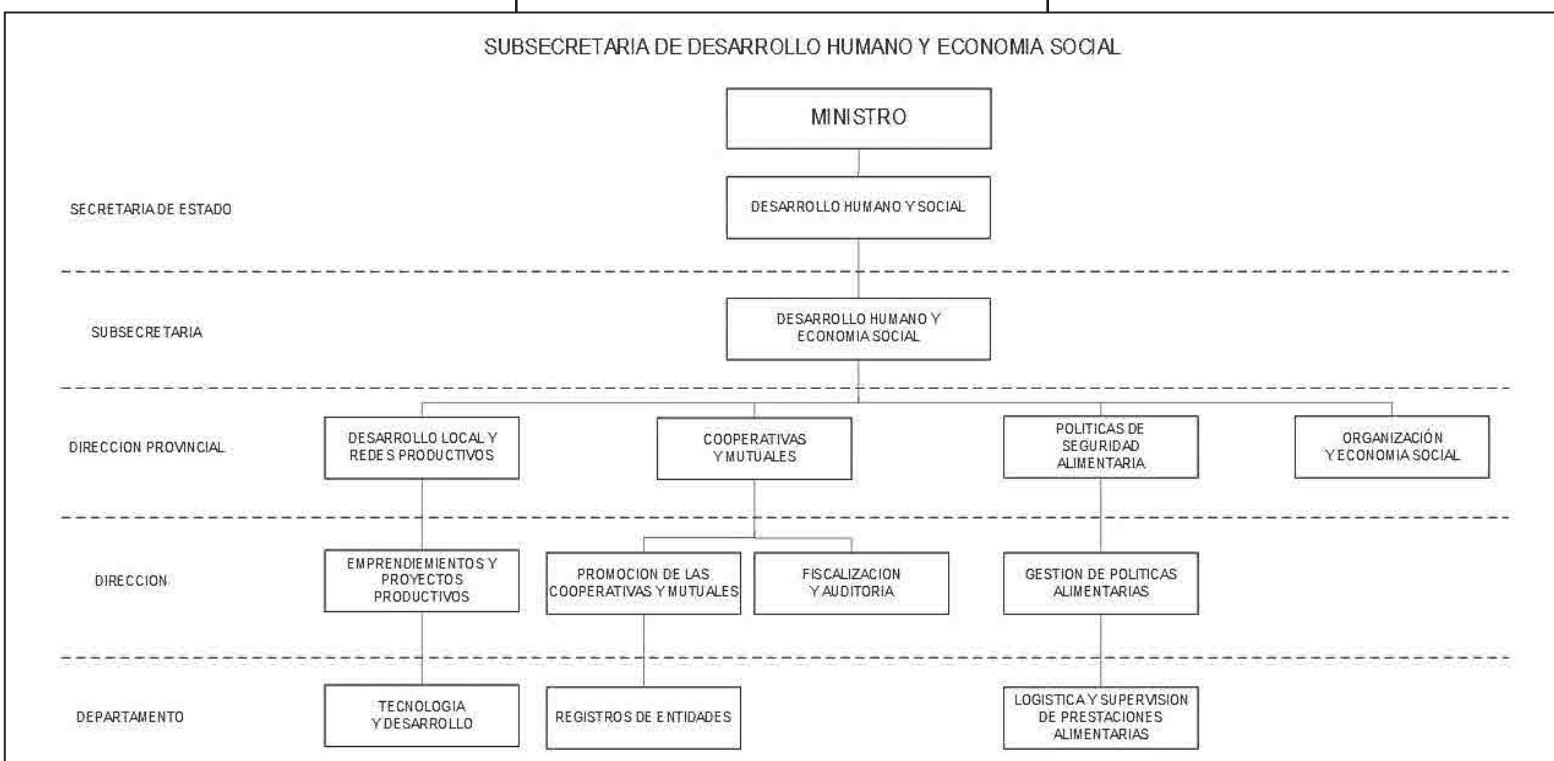 SUBSECRETARIA DE DESARROLLO HUMANO Y ECONOMIA SOCIAL
MINISTRO
SECRETARIA DE ESTADO
DESARROLLO HUMANO Y SOCIAL
SUBSECRETARIA
DESARROLLO HUMANO Y
ECONOMIA SOCIAL
DIRECCION PROVINCIAL
DESARROLLO LOCAL Y
REDES PRODUCTIVOS
COOPERATIVAS
Y MUTUALES
POLITICAS DE
SEGURIDAD
ALIMENTARIA
ORGANIZACIÓN
Y ECONOMIA SOCIAL
DIRECCION
EMPRENDIEMIENTOS Y
PROYECTOS
PRODUCTIVOS
PROMOCION DE LAS
COOPERATIVAS Y MUTUALES
FISCALIZACION
Y AUDITORIA
GESTION DE POLITICAS
ALIMENTARIAS
DEPARTAMENTO
TECNOLOGIA
Y DESARROLLO
REGISTROS DE ENTIDADES
LOGISTICA Y SUPERVISION
DE PRESTACIONES
ALIMENTARIAS